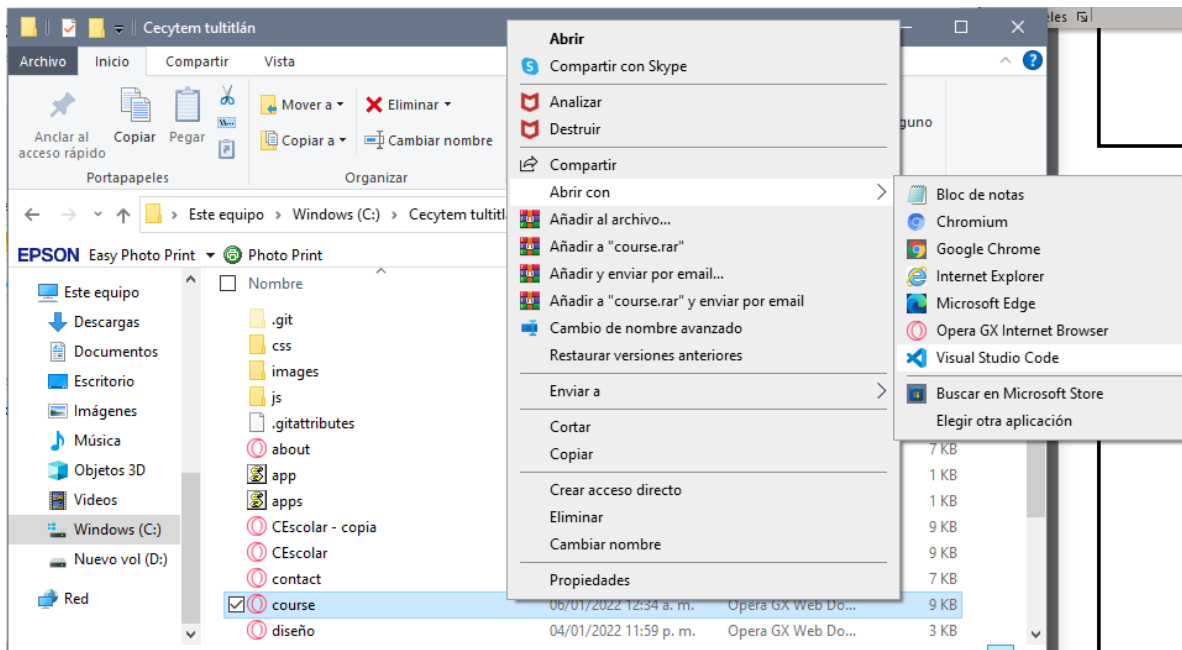 Cecytem tultitlán
eles
Archivo Inicio Compartir Vista
Anclar al acceso rápido
Copiar
Pegar
Mover a
Copiar a
Eliminar
Cambiar nombre
guno
Portapapeles
Organizar
Este equipo > Windows (C:) > Cecytem tultitl
EPSON Easy Photo Print Photo Print
Este equipo
Descargas
Documentos
Escritorio
Imágenes
Música
Objetos 3D
Videos
Windows (C:)
Nuevo vol (D:)
Red
Nombre
.git
css
images
js
.gitattributes
about 7 KB
app 1 KB
apps 1 KB
CEscolar - copia 9 KB
CEscolar 9 KB
contact 7 KB
course 06/01/2022 12:34 a. m. Opera GX Web Do... 9 KB
diseño 04/01/2022 11:59 p. m. Opera GX Web Do... 3 KB
Abrir
Compartir con Skype
Analizar
Destruir
Compartir
Abrir con
Añadir al archivo...
Añadir a "course.rar"
Añadir y enviar por email...
Añadir a "course.rar" y enviar por email
Cambio de nombre avanzado
Restaurar versiones anteriores
Enviar a
Cortar
Copiar
Crear acceso directo
Eliminar
Cambiar nombre
Propiedades
Bloc de notas
Chromium
Google Chrome
Internet Explorer
Microsoft Edge
Opera GX Internet Browser
Visual Studio Code
Buscar en Microsoft Store
Elegir otra aplicación